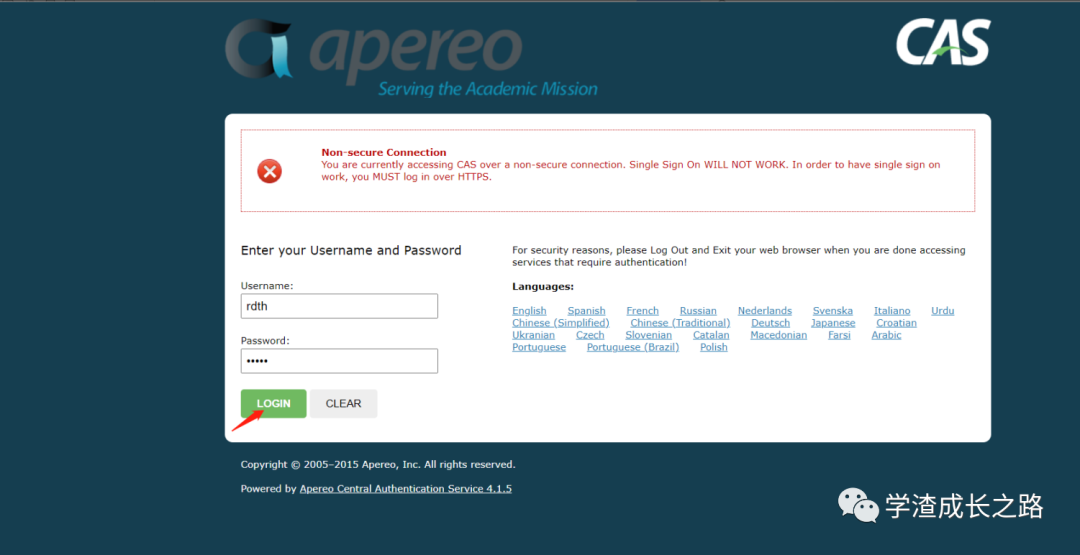 apereo
CAS
Serving the Academic Mission
Non-secure Connection
You are currently accessing CAS over a non-secure connection. Single Sign On WILL NOT WORK. In order to have single sign on
work, you MUST log in over HTTPS.
Enter your Username and Password
Username:
rdth
Password:
•••••
LOGIN
CLEAR
For security reasons, please Log Out and Exit your web browser when you are done accessing
services that require authentication!
Languages:
English Spanish French Russian Nederlands Svenska Italiano Urdu
Chinese (Simplified) Chinese (Traditional) Deutsch Japanese Croatian
Ukranian Czech Slovenian Catalan Macedonian Farsi Arabic
Portuguese Portuguese (Brazil) Polish
Copyright © 2005–2015 Apereo, Inc. All rights reserved.
Powered by Apereo Central Authentication Service 4.1.5
学渣成长之路